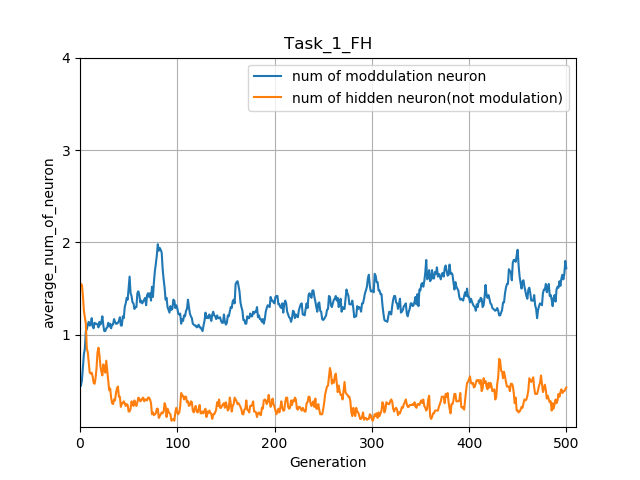 Task_1_FH
num of moddulation neuron
num of hidden neuron(not modulation)
average_num_of_neuron
4
3
2
1
0
100
200
300
400
500
Generation